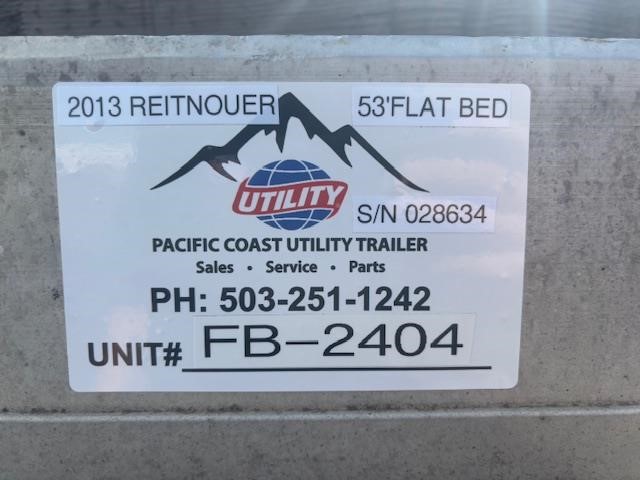 2013 REITNOUER 53'FLAT BED
UTILITY
S/N 028634
PACIFIC COAST UTILITY TRAILER
Sales • Service • Parts
PH: 503-251-1242
UNIT# FB-2404